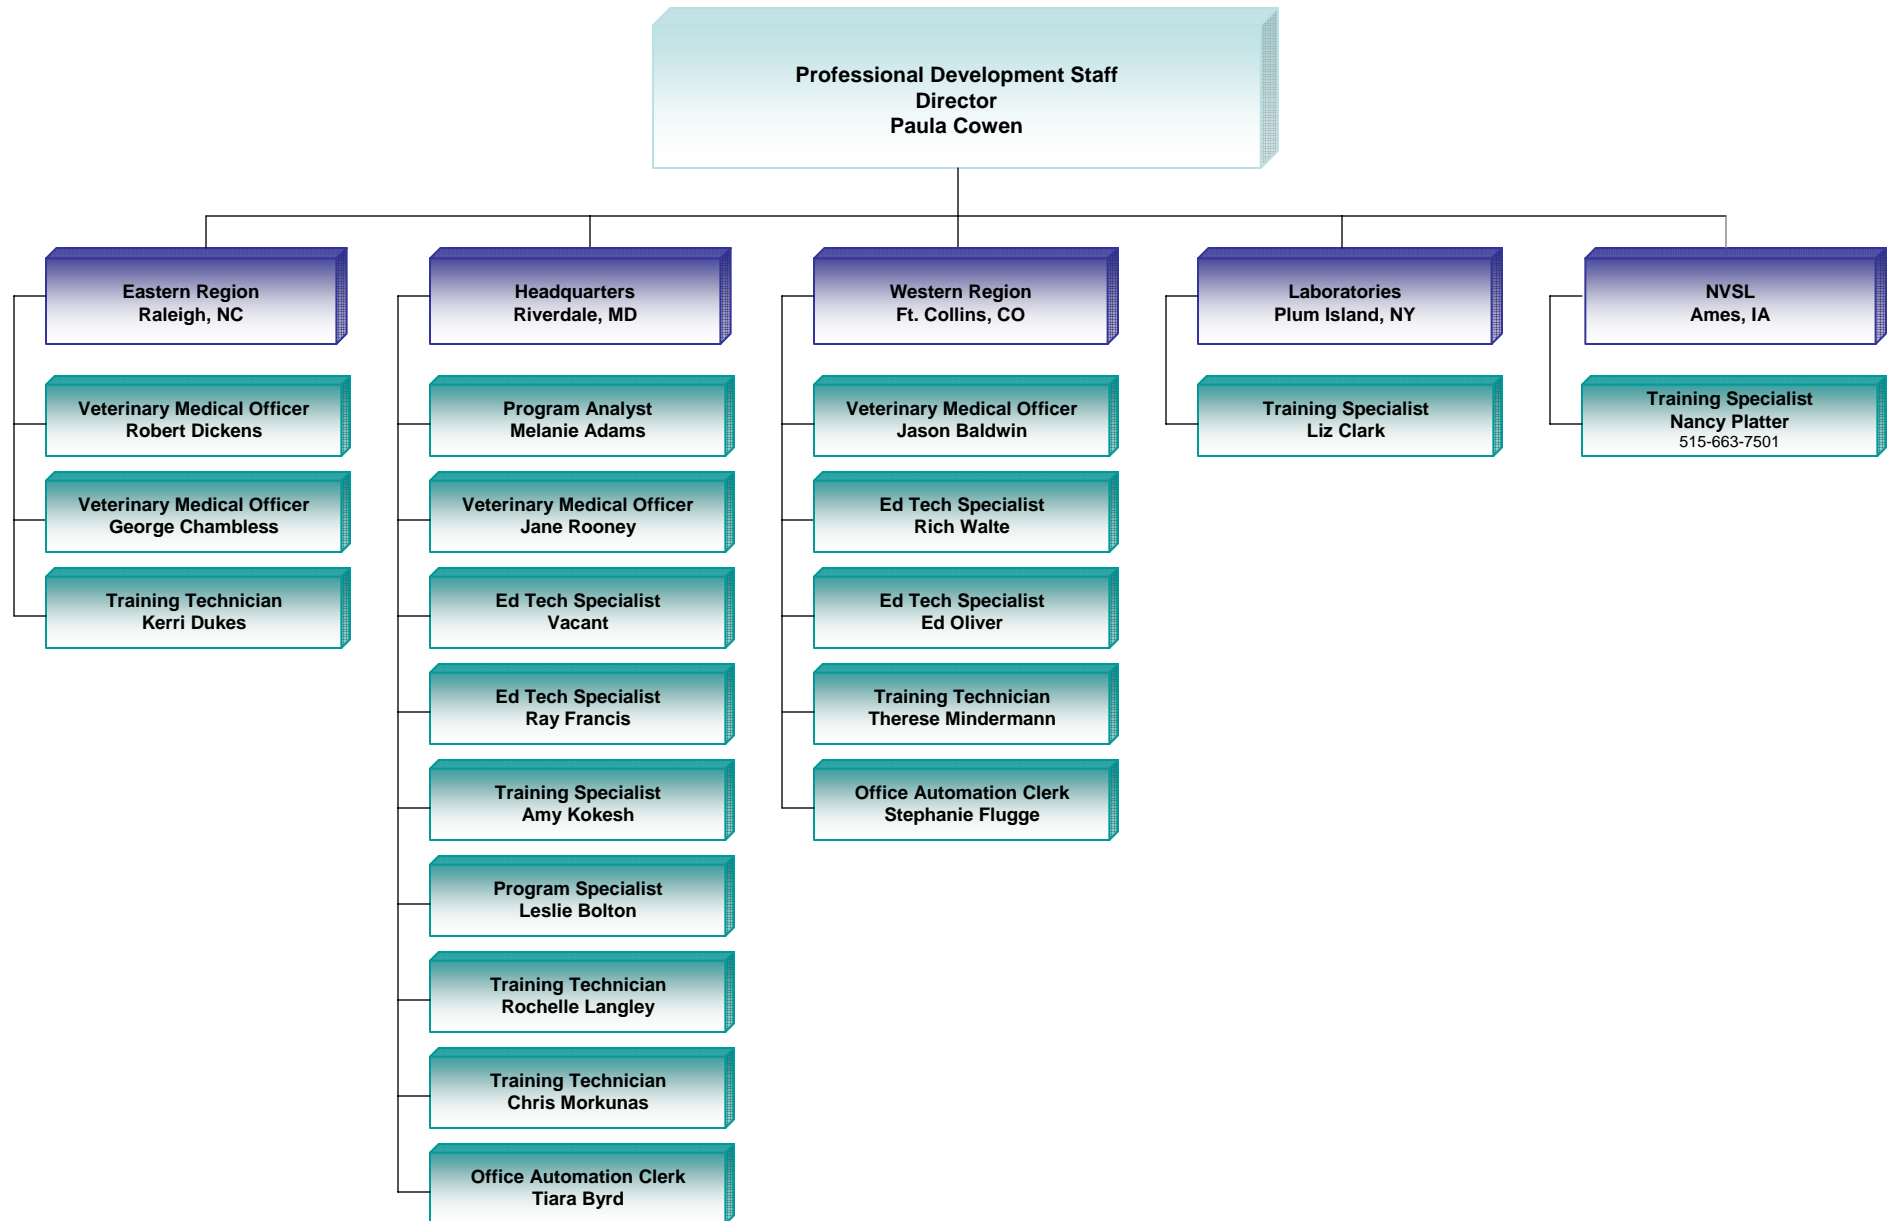 Professional Development Staff
Director
Paula Cowen
Eastern Region
Raleigh, NC
Veterinary Medical Officer
Robert Dickens
Veterinary Medical Officer
George Chambless
Training Technician
Kerri Dukes
Headquarters
Riverdale, MD
Program Analyst
Melanie Adams
Veterinary Medical Officer
Jane Rooney
Ed Tech Specialist
Vacant
Ed Tech Specialist
Ray Francis
Training Specialist
Amy Kokesh
Program Specialist
Leslie Bolton
Training Technician
Rochelle Langley
Training Technician
Chris Morkunas
Office Automation Clerk
Tiara Byrd
Western Region
Ft. Collins, CO
Veterinary Medical Officer
Jason Baldwin
Ed Tech Specialist
Rich Walte
Ed Tech Specialist
Ed Oliver
Training Technician
Therese Mindermann
Office Automation Clerk
Stephanie Flugge
Laboratories
Plum Island, NY
Training Specialist
Liz Clark
NVSL
Ames, IA
Training Specialist
Nancy Platter
515-663-7501